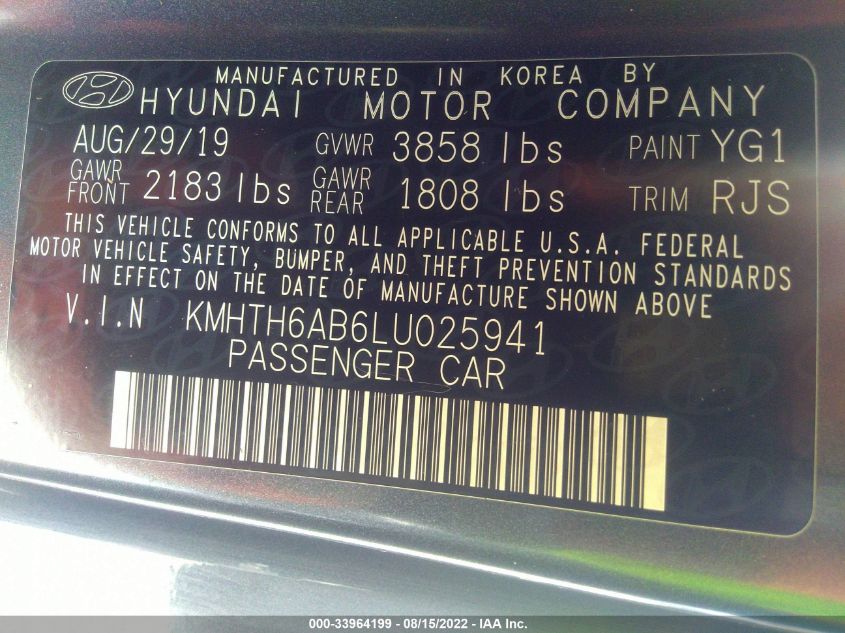 MANUFACTURED IN KOREA BY
HYUNDAI MOTOR COMPANY
AUG/29/19 GVWR 3858 lbs PAINT YG1
GAWR FRONT 2183 lbs GAWR REAR 1808 lbs TRIM RJS
THIS VEHICLE CONFORMS TO ALL APPLICABLE U.S.A. FEDERAL
MOTOR VEHICLE SAFETY, BUMPER, AND THEFT PREVENTION STANDARDS
IN EFFECT ON THE DATE OF MANUFACTURE SHOWN ABOVE
V.I.N KMHTH6AB6LU025941
PASSENGER CAR
000-33964199 - 08/15/2022 - IAA Inc.